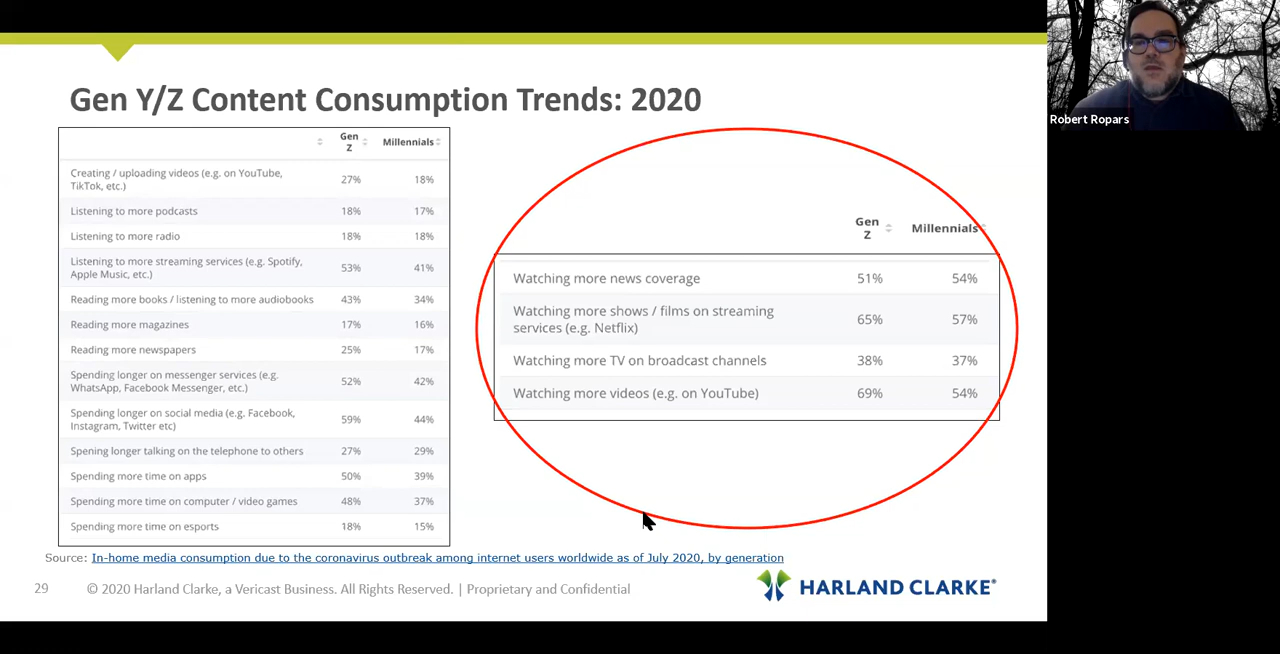 Gen Y/Z Content Consumption Trends: 2020
Robert Ropars
Gen
Z
Millennials
Creating / uploading videos (e.g. on YouTube,
TikTok, etc.)
27%
18%
Listening to more podcasts
18%
17%
Listening to more radio
18%
18%
Listening to more streaming services (e.g. Spotify,
Apple Music, etc.)
53%
41%
Reading more books / listening to more audiobooks
43%
34%
Reading more magazines
17%
16%
Reading more newspapers
25%
17%
Spending longer on messenger services (e.g.
WhatsApp, Facebook Messenger, etc.)
52%
42%
Spending longer on social media (e.g. Facebook,
Instagram, Twitter etc)
59%
44%
Spening longer talking on the telephone to others
27%
29%
Spending more time on apps
50%
39%
Spending more time on computer / video games
48%
37%
Spending more time on esports
18%
15%
Gen
Z
Millennials
Watching more news coverage
51%
54%
Watching more shows / films on streaming
services (e.g. Netflix)
65%
57%
Watching more TV on broadcast channels
38%
37%
Watching more videos (e.g. on YouTube)
69%
54%
Source: In-home media consumption due to the coronavirus outbreak among internet users worldwide as of July 2020, by generation
29
© 2020 Harland Clarke, a Vericast Business. All Rights Reserved. | Proprietary and Confidential
HARLAND CLARKE®